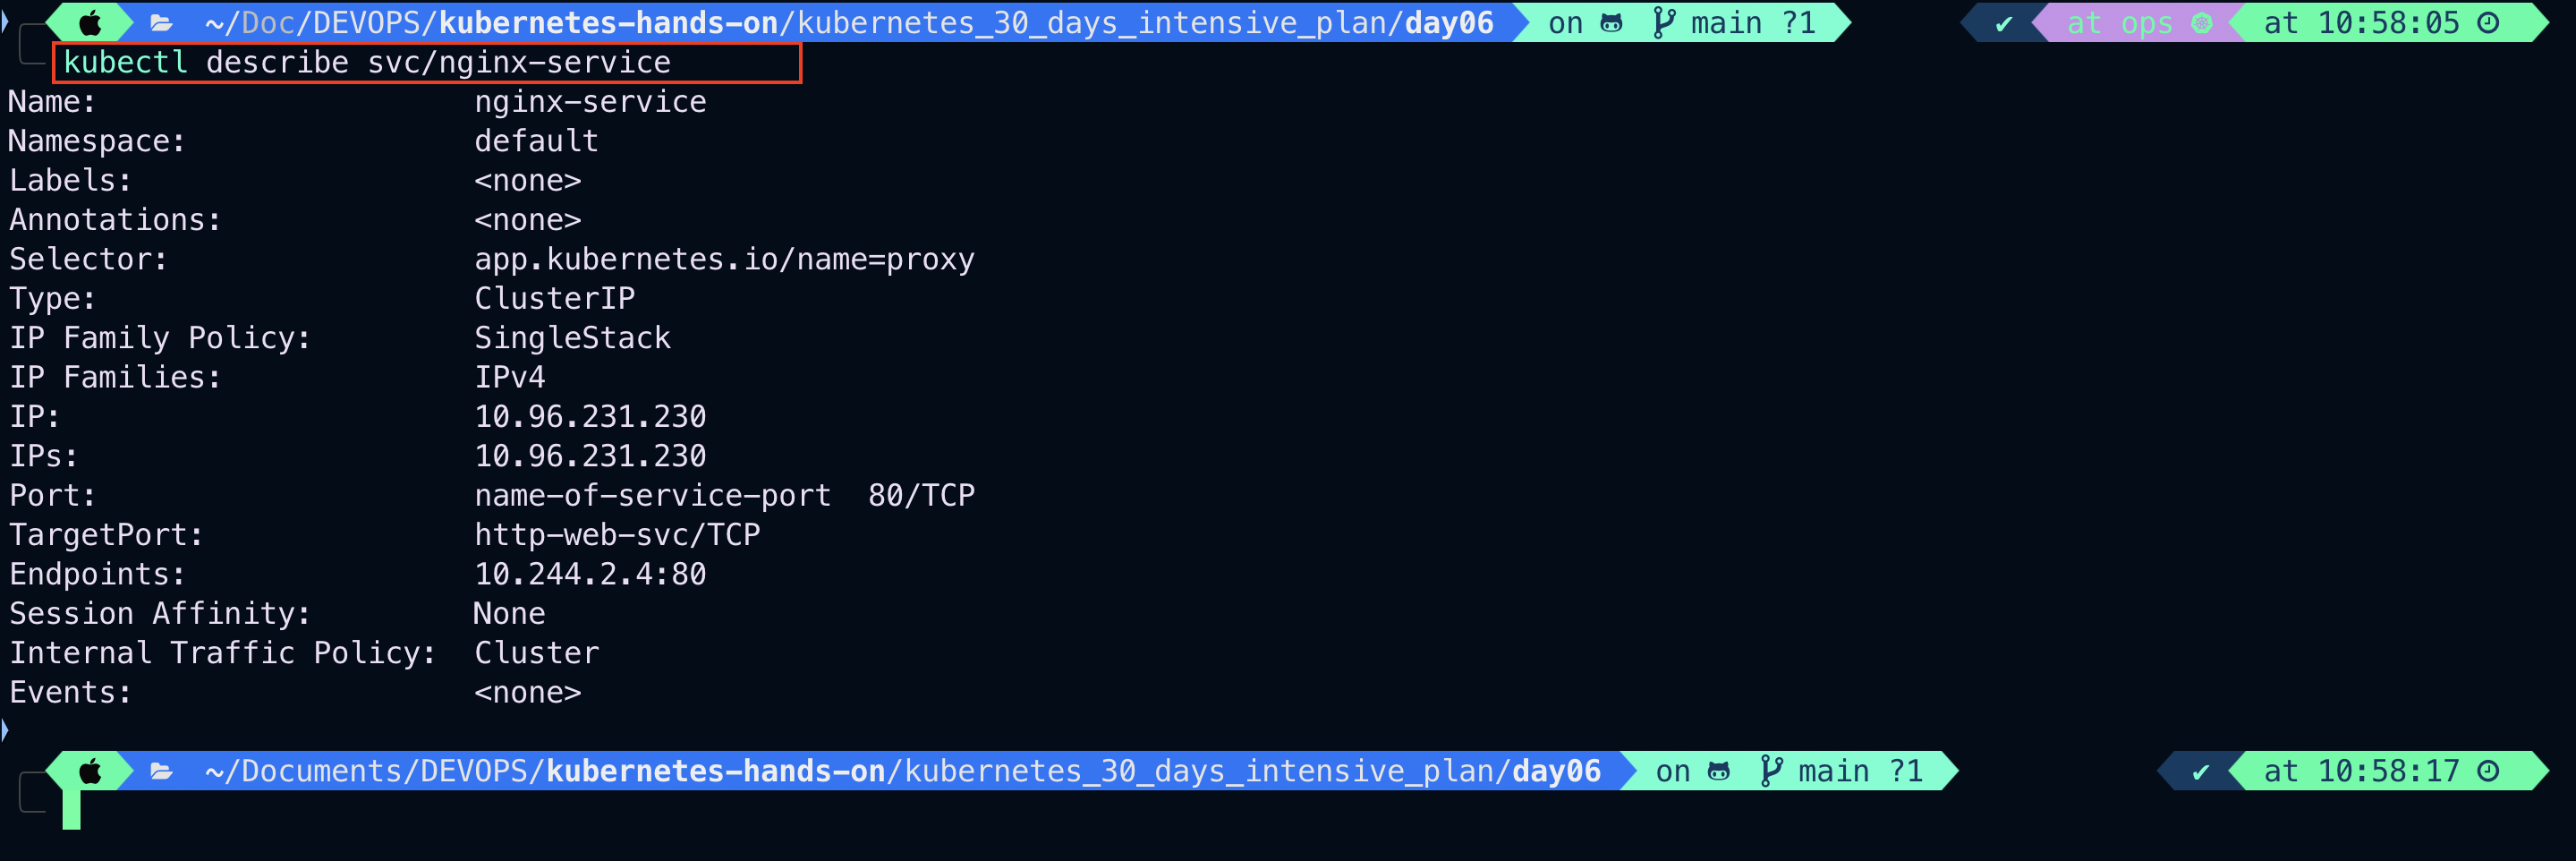 ~/Doc/DEVOPS/kubernetes-hands-on/kubernetes_30_days_intensive_plan/day06 on main ?1 ✔ at ops at 10:58:05
kubectl describe svc/nginx-service
Name: nginx-service
Namespace: default
Labels: <none>
Annotations: <none>
Selector: app.kubernetes.io/name=proxy
Type: ClusterIP
IP Family Policy: SingleStack
IP Families: IPv4
IP: 10.96.231.230
IPs: 10.96.231.230
Port: name-of-service-port 80/TCP
TargetPort: http-web-svc/TCP
Endpoints: 10.244.2.4:80
Session Affinity: None
Internal Traffic Policy: Cluster
Events: <none>
~/Documents/DEVOPS/kubernetes-hands-on/kubernetes_30_days_intensive_plan/day06 on main ?1 ✔ at 10:58:17